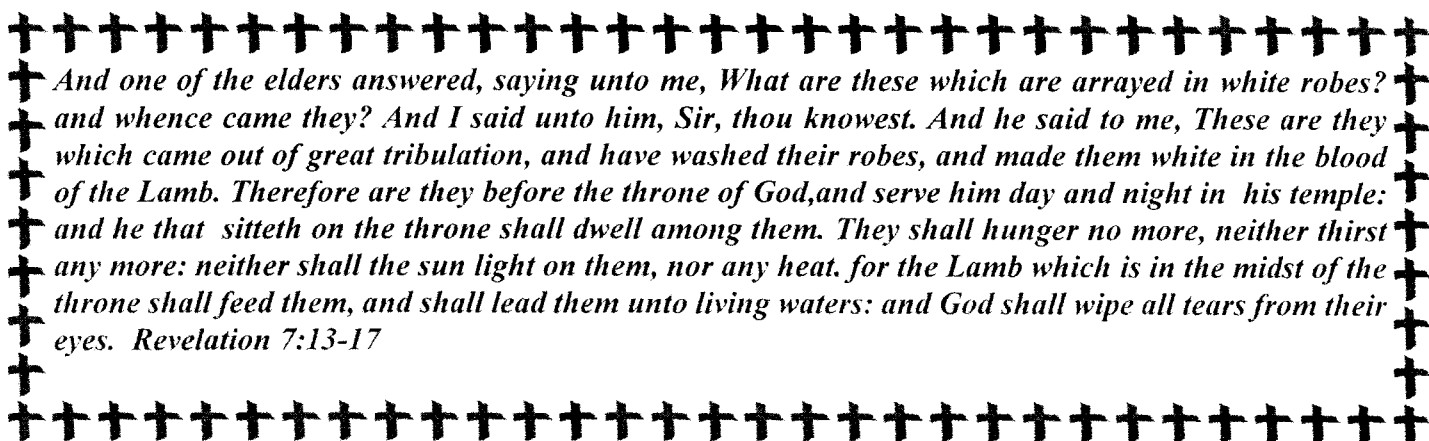 And one of the elders answered, saying unto me, What are these which are arrayed in white robes?
and whence came they? And I said unto him, Sir, thou knowest. And he said to me, These are they
which came out of great tribulation, and have washed their robes, and made them white in the blood
of the Lamb. Therefore are they before the throne of God,and serve him day and night in his temple:
and he that sitteth on the throne shall dwell among them. They shall hunger no more, neither thirst
any more: neither shall the sun light on them, nor any heat. for the Lamb which is in the midst of the
throne shall feed them, and shall lead them unto living waters: and God shall wipe all tears from their
eyes. Revelation 7:13-17